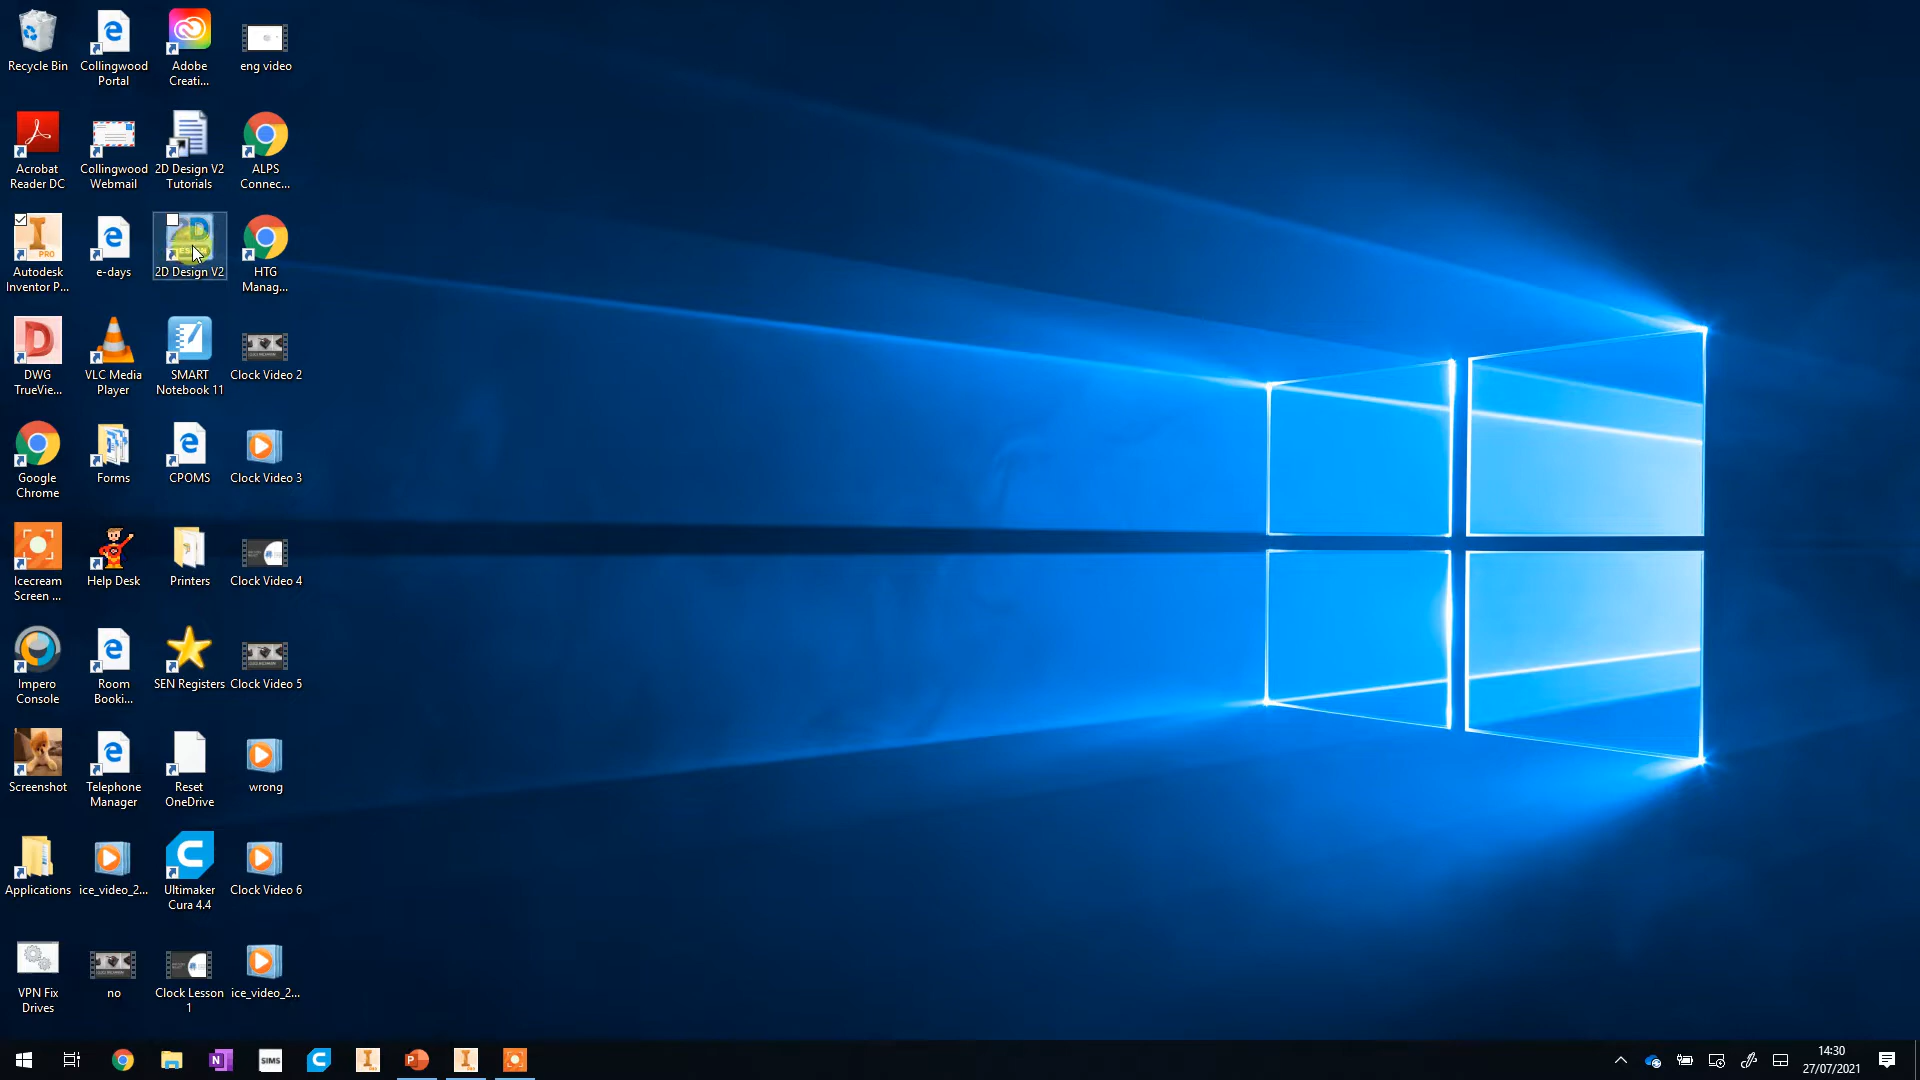 Recycle Bin
Collingwood
Portal
Adobe
Creati...
eng video
Acrobat
Reader DC
Collingwood
Webmail
2D Design V2
Tutorials
ALPS
Connec...
PRO
Autodesk
Inventor P...
e-days
2D Design V2
HTG
Manag...
DWG
TrueVie...
VLC Media
Player
SMART
Notebook 11
Clock Video 2
Google
Chrome
Forms
CPOMS
Clock Video 3
Icecream
Screen ...
Help Desk
Printers
Clock Video 4
Impero
Console
Room
Booki...
SEN Registers
Clock Video 5
Screenshot
Telephone
Manager
Reset
OneDrive
wrong
Applications
ice_video_2...
Ultimaker
Cura 4.4
Clock Video 6
VPN Fix
Drives
no
Clock Lesson
1
ice_video_2...
SIMS
14:30
27/07/2021